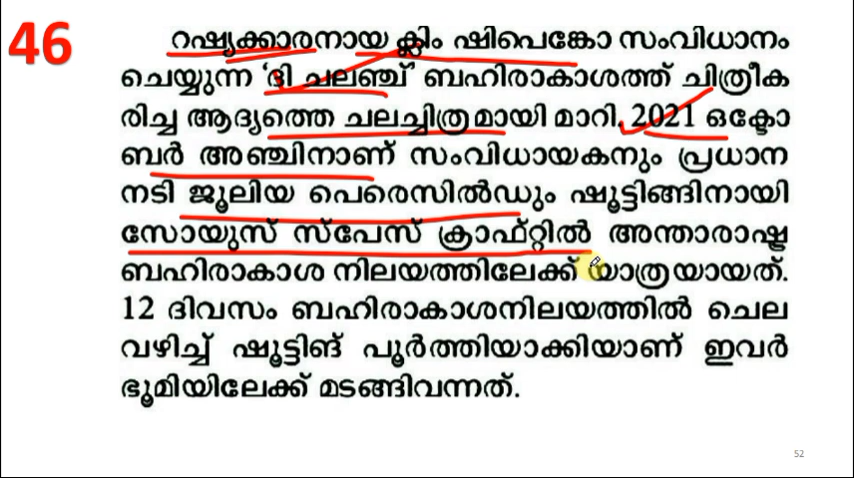 46
റഷ്യക്കാരനായ ക്ലിം ഷിപെങ്കോ സംവിധാനം
ചെയ്യുന്ന ‘ദി ചലഞ്ച്’ ബഹിരാകാശത്ത് ചിത്രീക
രിച്ച ആദ്യത്തെ ചലച്ചിത്രമായി മാറി. 2021 ഒക്ടോ
ബർ അഞ്ചിനാണ് സംവിധായകനും പ്രധാന
നടി ജൂലിയ പെരെസിൽഡും ഷൂട്ടിങ്ങിനായി
സോയുസ് സ്പേസ് ക്രാഫ്റ്റിൽ അന്താരാഷ്ട്ര
ബഹിരാകാശ നിലയത്തിലേക്ക് യാത്രയായത്.
12 ദിവസം ബഹിരാകാശനിലയത്തിൽ ചെല
വഴിച്ച് ഷൂട്ടിങ് പൂർത്തിയാക്കിയാണ് ഇവർ
ഭൂമിയിലേക്ക് മടങ്ങിവന്നത്.
52